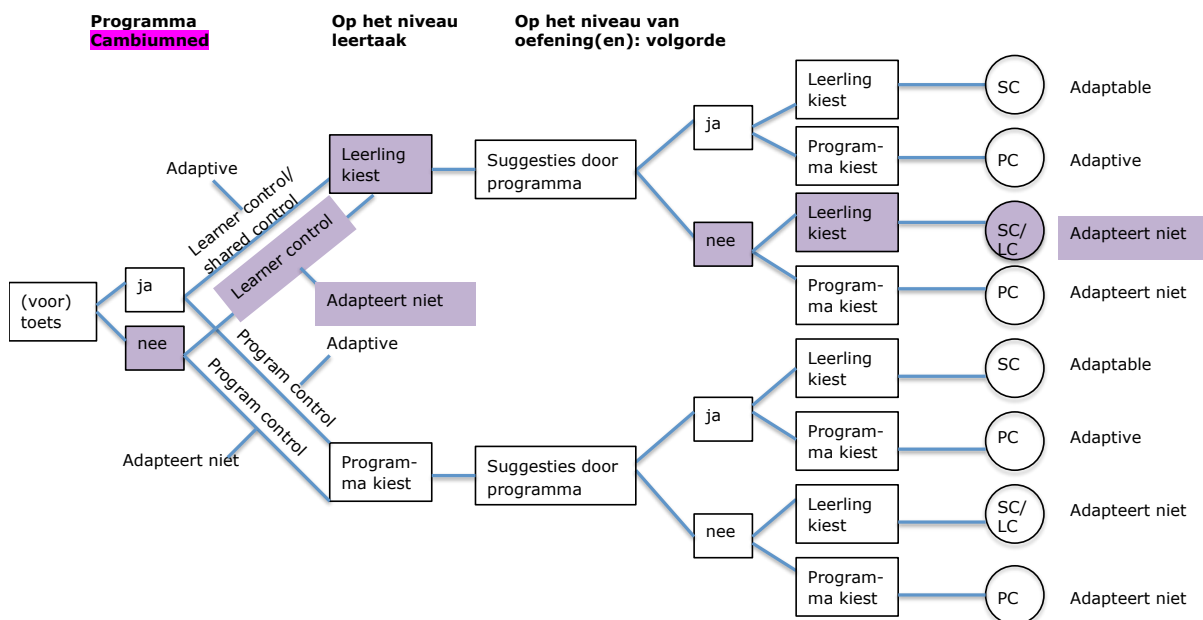 Programma
Cambiumned
Op het niveau
leertaak
Op het niveau van
oefening(en): volgorde
(voor)
toets
ja
nee
Adaptive
Learner control/
shared control
Learner control
Adapteert niet
Program control
Adaptive
Program control
Adapteert niet
Leerling
kiest
Program-
ma kiest
Suggesties door
programma
Suggesties door
programma
ja
nee
ja
nee
Leerling
kiest
SC
Adaptable
Program-
ma kiest
PC
Adaptive
Leerling
kiest
SC/
LC
Adapteert niet
Program-
ma kiest
PC
Adapteert niet
Leerling
kiest
SC
Adaptable
Program-
ma kiest
PC
Adaptive
Leerling
kiest
SC/
LC
Adapteert niet
Program-
ma kiest
PC
Adapteert niet